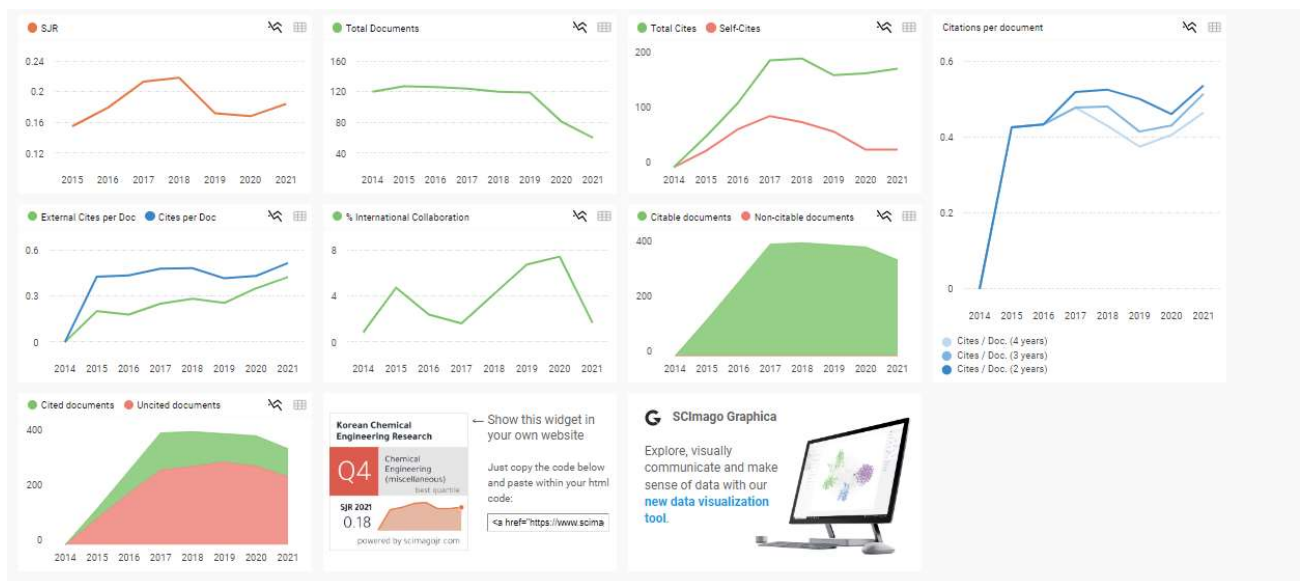 SJR
0.24
0.2
0.16
0.12
2015 2016 2017 2018 2019 2020 2021
Total Documents
160
120
80
40
2014 2015 2016 2017 2018 2019 2020 2021
Total Cites Self-Cites
200
100
0
2014 2015 2016 2017 2018 2019 2020 2021
Citations per document
0.6
0.4
0.2
0
2014 2015 2016 2017 2018 2019 2020 2021
Cites / Doc. (4 years)
Cites / Doc. (3 years)
Cites / Doc. (2 years)
External Cites per Doc Cites per Doc
0.6
0.3
0
2014 2015 2016 2017 2018 2019 2020 2021
% International Collaboration
8
4
0
2014 2015 2016 2017 2018 2019 2020 2021
Citable documents Non-citable documents
400
200
0
2014 2015 2016 2017 2018 2019 2020 2021
Cited documents Uncited documents
400
200
0
2014 2015 2016 2017 2018 2019 2020 2021
Korean Chemical
Engineering Research
Q4
Chemical
Engineering
(miscellaneous)
best quartile
SJR 2021
0.18
powered by scimagojr.com
← Show this widget in
your own website
Just copy the code below
and paste within your html
code:
<a href="https://www.scima
G SCImago Graphica
Explore, visually
communicate and make
sense of data with our
new data visualization
tool.